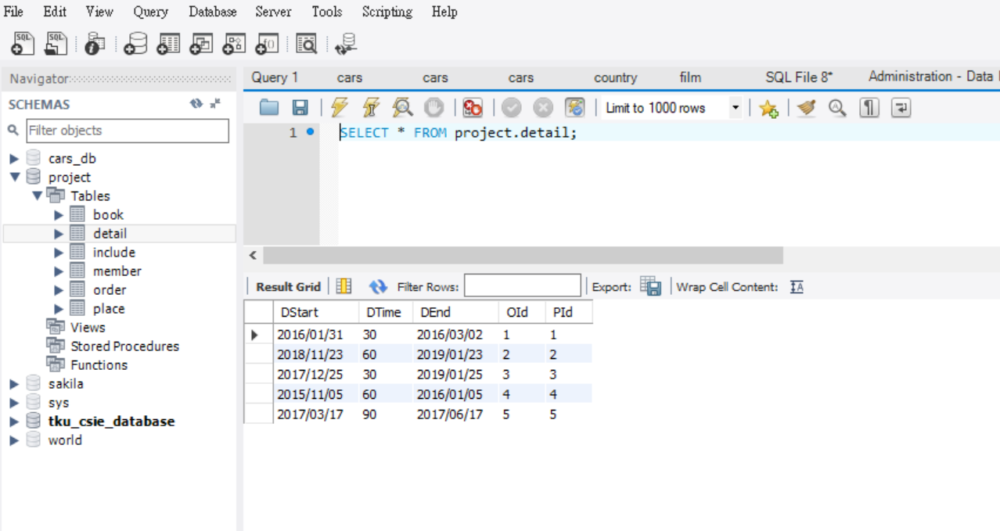 File Edit View Query Database Server Tools Scripting Help
Navigator
SCHEMAS
Filter objects
cars_db
project
Tables
book
detail
include
member
order
place
Views
Stored Procedures
Functions
sakila
sys
tku_csie_database
world
Query 1 cars cars cars country film SQL File 8* Administration - Data
Limit to 1000 rows
1 SELECT * FROM project.detail;
Result Grid Filter Rows: Export: Wrap Cell Content: IA
DStart DTime DEnd OId PId
2016/01/31 30 2016/03/02 1 1
2018/11/23 60 2019/01/23 2 2
2017/12/25 30 2019/01/25 3 3
2015/11/05 60 2016/01/05 4 4
2017/03/17 90 2017/06/17 5 5